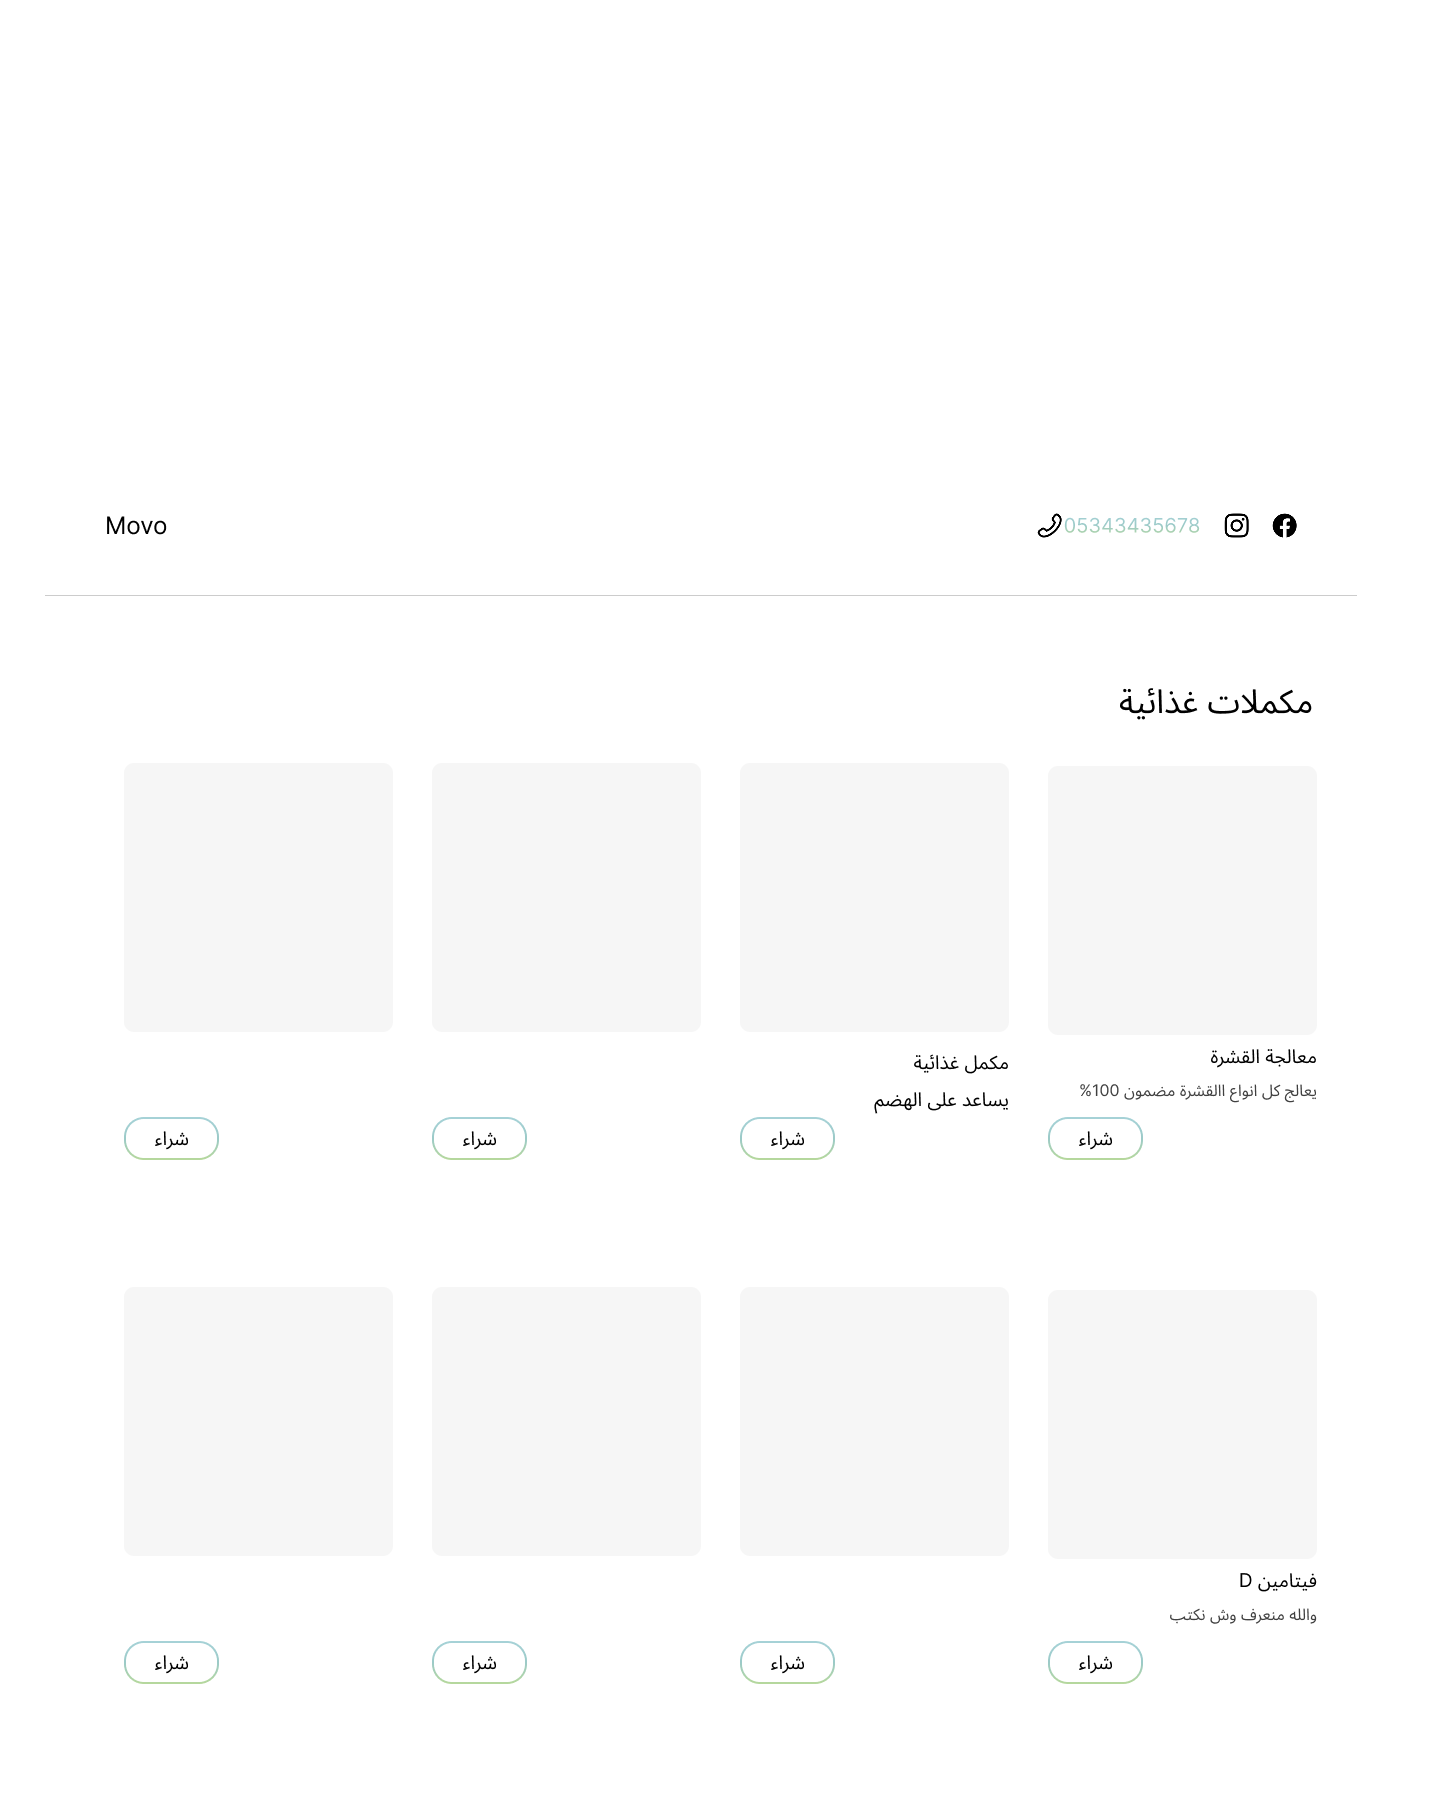 Movo
05343435678
مكملات غذائية
معالجة القشرة
يعالج كل انواع االقشرة مضمون 100%
شراء
مكمل غذائية
يساعد على الهضم
شراء
شراء
شراء
فيتامين D
والله منعرف وش نكتب
شراء
شراء
شراء
شراء